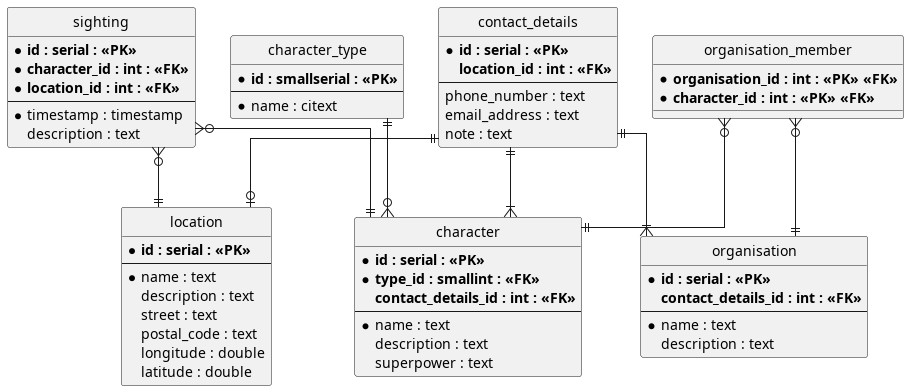 sighting
* id : serial : «PK»
* character_id : int : «FK»
* location_id : int : «FK»
* timestamp : timestamp
description : text
character_type
* id : smallserial : «PK»
* name : citext
contact_details
* id : serial : «PK»
location_id : int : «FK»
phone_number : text
email_address : text
note : text
organisation_member
* organisation_id : int : «PK» «FK»
* character_id : int : «PK» «FK»
location
* id : serial : «PK»
* name : text
description : text
street : text
postal_code : text
longitude : double
latitude : double
character
* id : serial : «PK»
* type_id : smallint : «FK»
contact_details_id : int : «FK»
* name : text
description : text
superpower : text
organisation
* id : serial : «PK»
contact_details_id : int : «FK»
* name : text
description : text